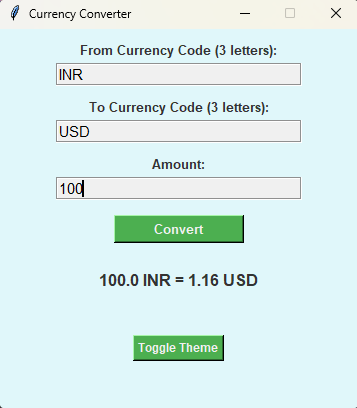 Currency Converter
From Currency Code (3 letters):
INR
To Currency Code (3 letters):
USD
Amount:
100
Convert
100.0 INR = 1.16 USD
Toggle Theme